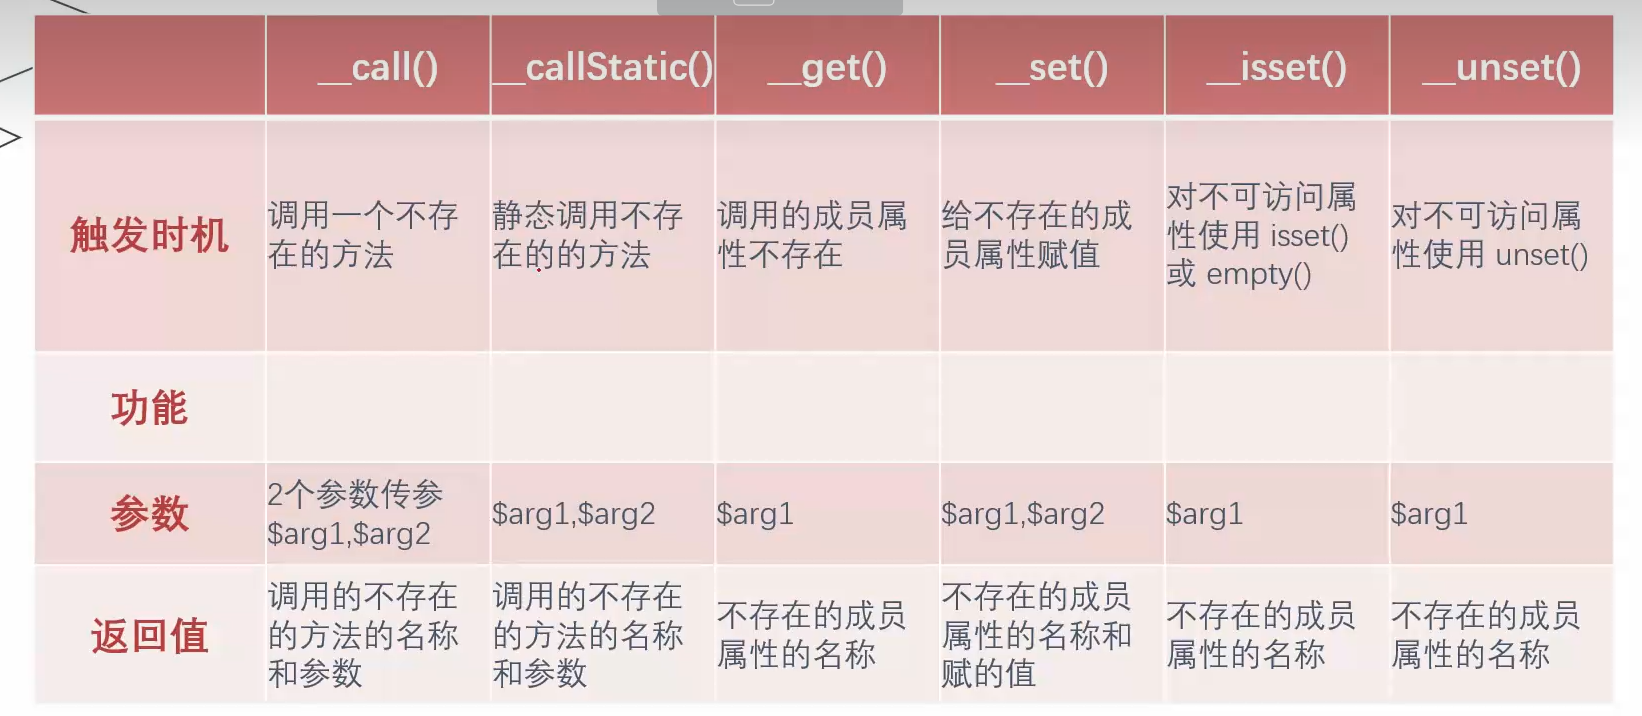 __call() __callStatic() __get() __set() __isset() __unset()
触发时机
调用一个不存
在的方法
静态调用不存
在的的方法
调用的成员属
性不存在
给不存在的成
员属性赋值
对不可访问属
性使用 isset()
或 empty()
对不可访问属
性使用 unset()
功能
参数
2个参数传参
$arg1,$arg2
$arg1,$arg2
$arg1
$arg1,$arg2
$arg1
$arg1
返回值
调用的不存在
的方法的名称
和参数
调用的不存在
的方法的名称
和参数
不存在的成员
属性的名称
不存在的成员
属性的名称和
赋的值
不存在的成员
属性的名称
不存在的成员
属性的名称